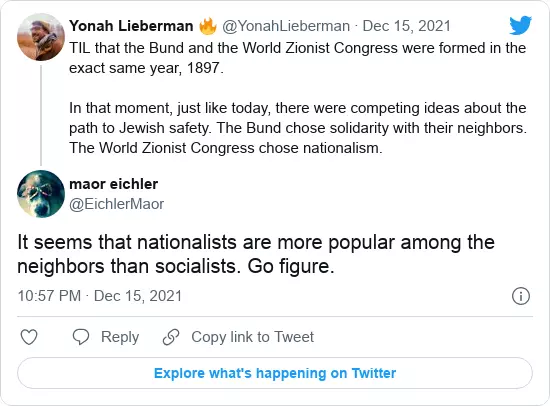 Yonah Lieberman 🔥 @YonahLieberman · Dec 15, 2021
TIL that the Bund and the World Zionist Congress were formed in the
exact same year, 1897.
In that moment, just like today, there were competing ideas about the
path to Jewish safety. The Bund chose solidarity with their neighbors.
The World Zionist Congress chose nationalism.
maor eichler
@EichlerMaor
It seems that nationalists are more popular among the
neighbors than socialists. Go figure.
10:57 PM · Dec 15, 2021
Reply
Copy link to Tweet
Explore what's happening on Twitter